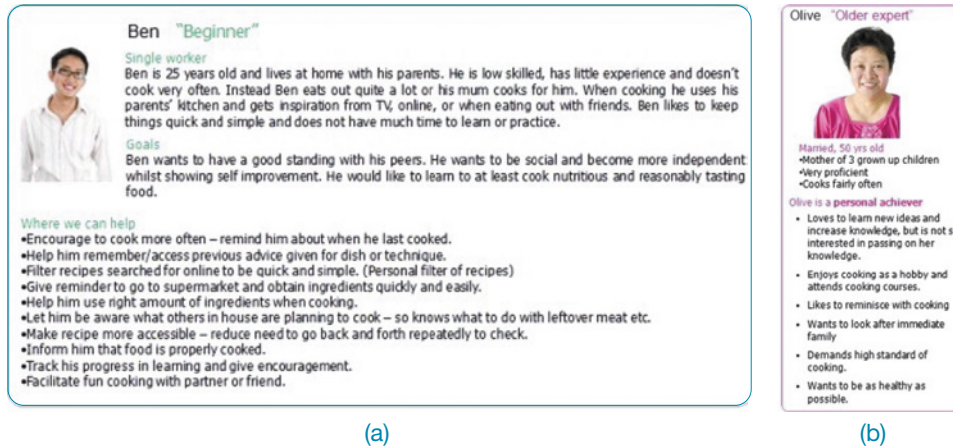 Ben "Beginner"
Single worker
Ben is 25 years old and lives at home with his parents. He is low skilled, has little experience and doesn't
cook very often. Instead Ben eats out quite a lot or his mum cooks for him. When cooking he uses his
parents' kitchen and gets inspiration from TV, online, or when eating out with friends. Ben likes to keep
things quick and simple and does not have much time to learn or practice.
Goals
Ben wants to have a good standing with his peers. He wants to be social and become more independent
whilst showing self improvement. He would like to learn to at least cook nutritious and reasonably tasting
food.
Where we can help
•Encourage to cook more often – remind him about when he last cooked.
•Help him remember/access previous advice given for dish or technique.
•Filter recipes searched for online to be quick and simple. (Personal filter of recipes)
•Give reminder to go to supermarket and obtain ingredients quickly and easily.
•Help him use right amount of ingredients when cooking.
•Let him be aware what others in house are planning to cook – so knows what to do with leftover meat etc.
•Make recipe more accessible – reduce need to go back and forth repeatedly to check.
•Inform him that food is properly cooked.
•Track his progress in learning and give encouragement.
•Facilitate fun cooking with partner or friend.
(a)
Olive "Older expert"
Married, 50 yrs old
•Mother of 3 grown up children
•Very proficient
•Cooks fairly often
Olive is a personal achiever
• Loves to learn new ideas and
increase knowledge, but is not s
interested in passing on her
knowledge.
• Enjoys cooking as a hobby and
attends cooking courses.
• Likes to reminisce with cooking
• Wants to look after immediate
family
• Demands high standard of
cooking.
• Wants to be as healthy as
possible.
(b)